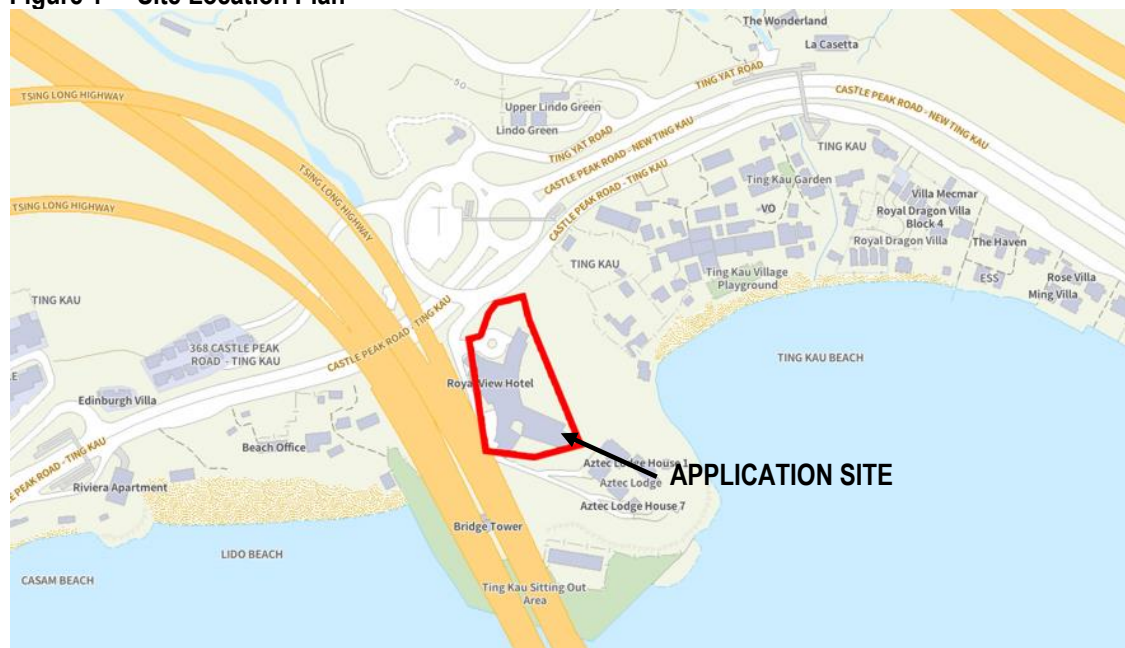 Figure 1 Site Location Plan
The Wonderland
La Casetta
TSING LONG HIGHWAY
50
TING YAT ROAD
CASTLE PEAK ROAD - NEW TING KAU
Upper Lindo Green
Lindo Green
TING YAT ROAD
CASTLE PEAK ROAD - NEW TING KAU
TING KAU
CASTLE PEAK ROAD - TING KAU
Ting Kau Garden
TSING LONG HIGHWAY
TSING LONG HIGHWAY
VO
Villa Mecmar
Royal Dragon Villa
Block 4
Royal Dragon Villa
The Haven
TING KAU
Ting Kau Village
Playground
ESS
Rose Villa
Ming Villa
TING KAU
368 CASTLE PEAK
ROAD - TING KAU
CASTLE PEAK ROAD - TING KAU
TING KAU BEACH
Royal View Hotel
Edinburgh Villa
Beach Office
CASTLE PEAK ROAD - TING KAU
Aztec Lodge House 1
APPLICATION SITE
Aztec Lodge
Riviera Apartment
Aztec Lodge House 7
Bridge Tower
LIDO BEACH
CASAM BEACH
Ting Kau Sitting Out
Area